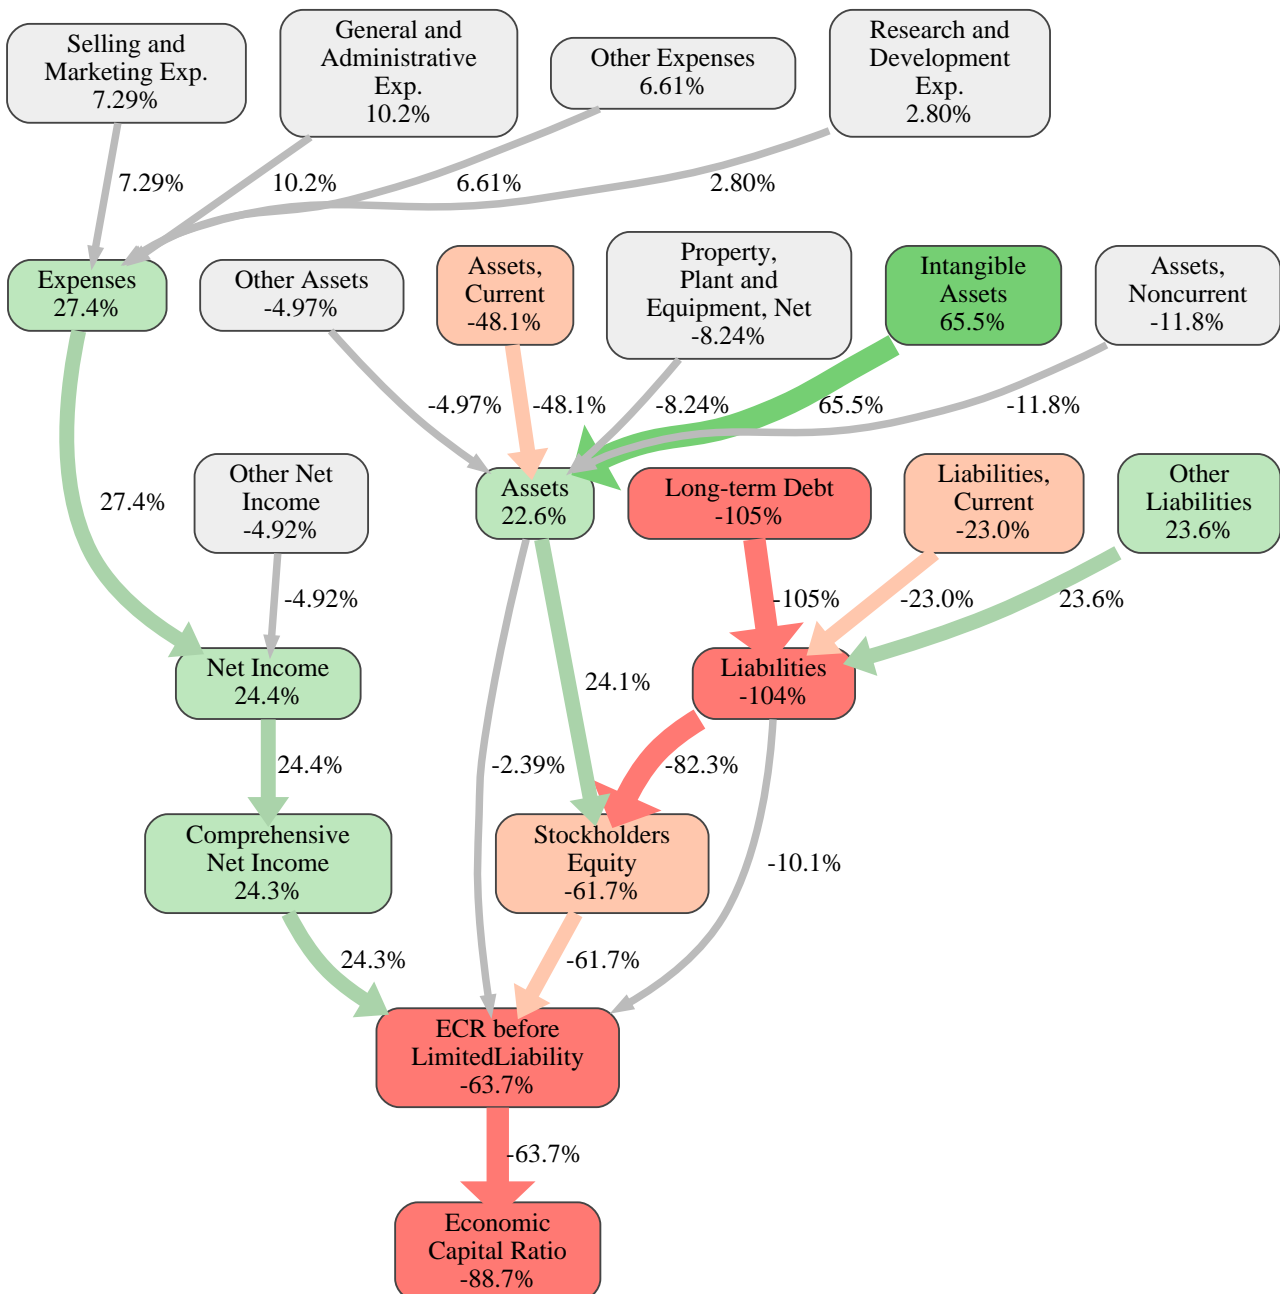 Selling and
Marketing Exp.
7.29%
General and
Administrative
Exp.
10.2%
Other Expenses
6.61%
Research and
Development
Exp.
2.80%
7.29%
10.2%
6.61%
2.80%
Expenses
27.4%
Other Assets
-4.97%
Assets,
Current
-48.1%
Property,
Plant and
Equipment, Net
-8.24%
Intangible
Assets
65.5%
Assets,
Noncurrent
-11.8%
-4.97%
-48.1%
-8.24%
65.5%
-11.8%
27.4%
Other Net
Income
-4.92%
Assets
22.6%
Long-term Debt
-105%
Liabilities,
Current
-23.0%
Other
Liabilities
23.6%
-4.92%
-105%
-23.0%
23.6%
Net Income
24.4%
24.1%
Liabilities
-104%
24.4%
-2.39%
-82.3%
Comprehensive
Net Income
24.3%
Stockholders
Equity
-61.7%
-10.1%
24.3%
-61.7%
ECR before
LimitedLiability
-63.7%
-63.7%
Economic
Capital Ratio
-88.7%